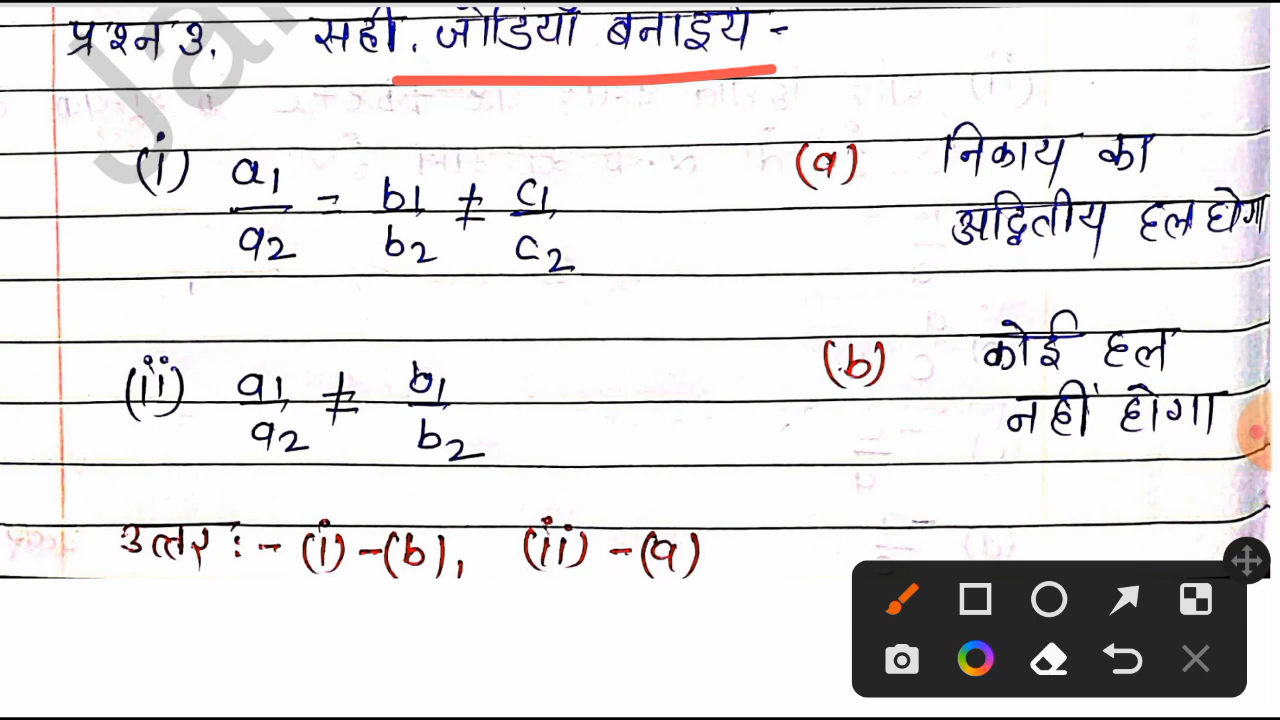 प्रश्न 3. सही. जोडियाँ बनाइये -
(i) a1/a2 = b1/b2 ≠ c1/c2
(a) निकाय का
अद्वितीय हल होगा
(ii) a1/a2 ≠ b1/b2
(b) कोई हल
नहीं होगा
उत्तर :- (i) -(b), (ii) -(a)